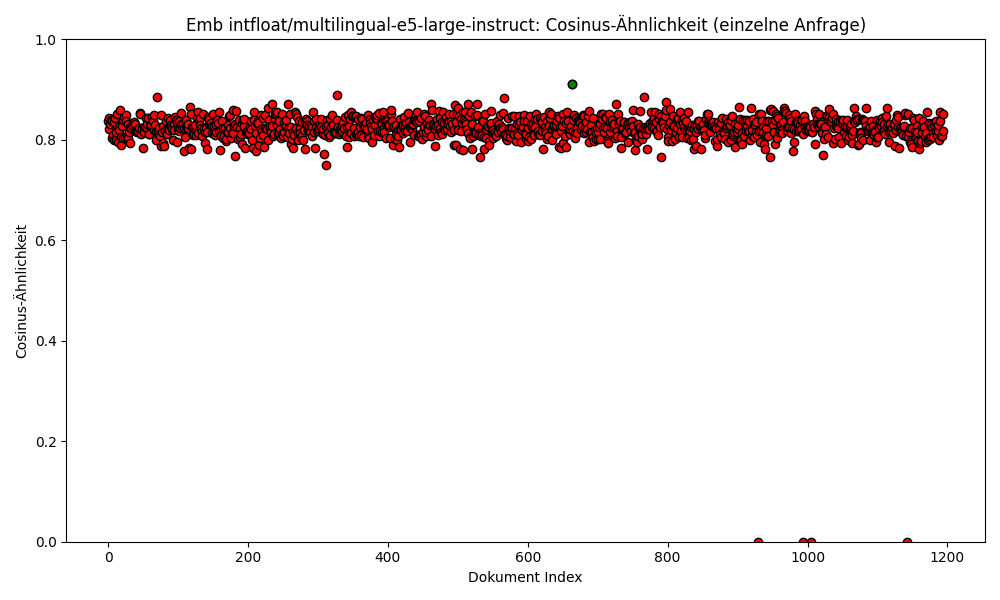 Emb intfloat/multilingual-e5-large-instruct: Cosinus-Ähnlichkeit (einzelne Anfrage)
1.0
0.8
0.6
0.4
0.2
0.0
Cosinus-Ähnlichkeit
0 200 400 600 800 1000 1200
Dokument Index